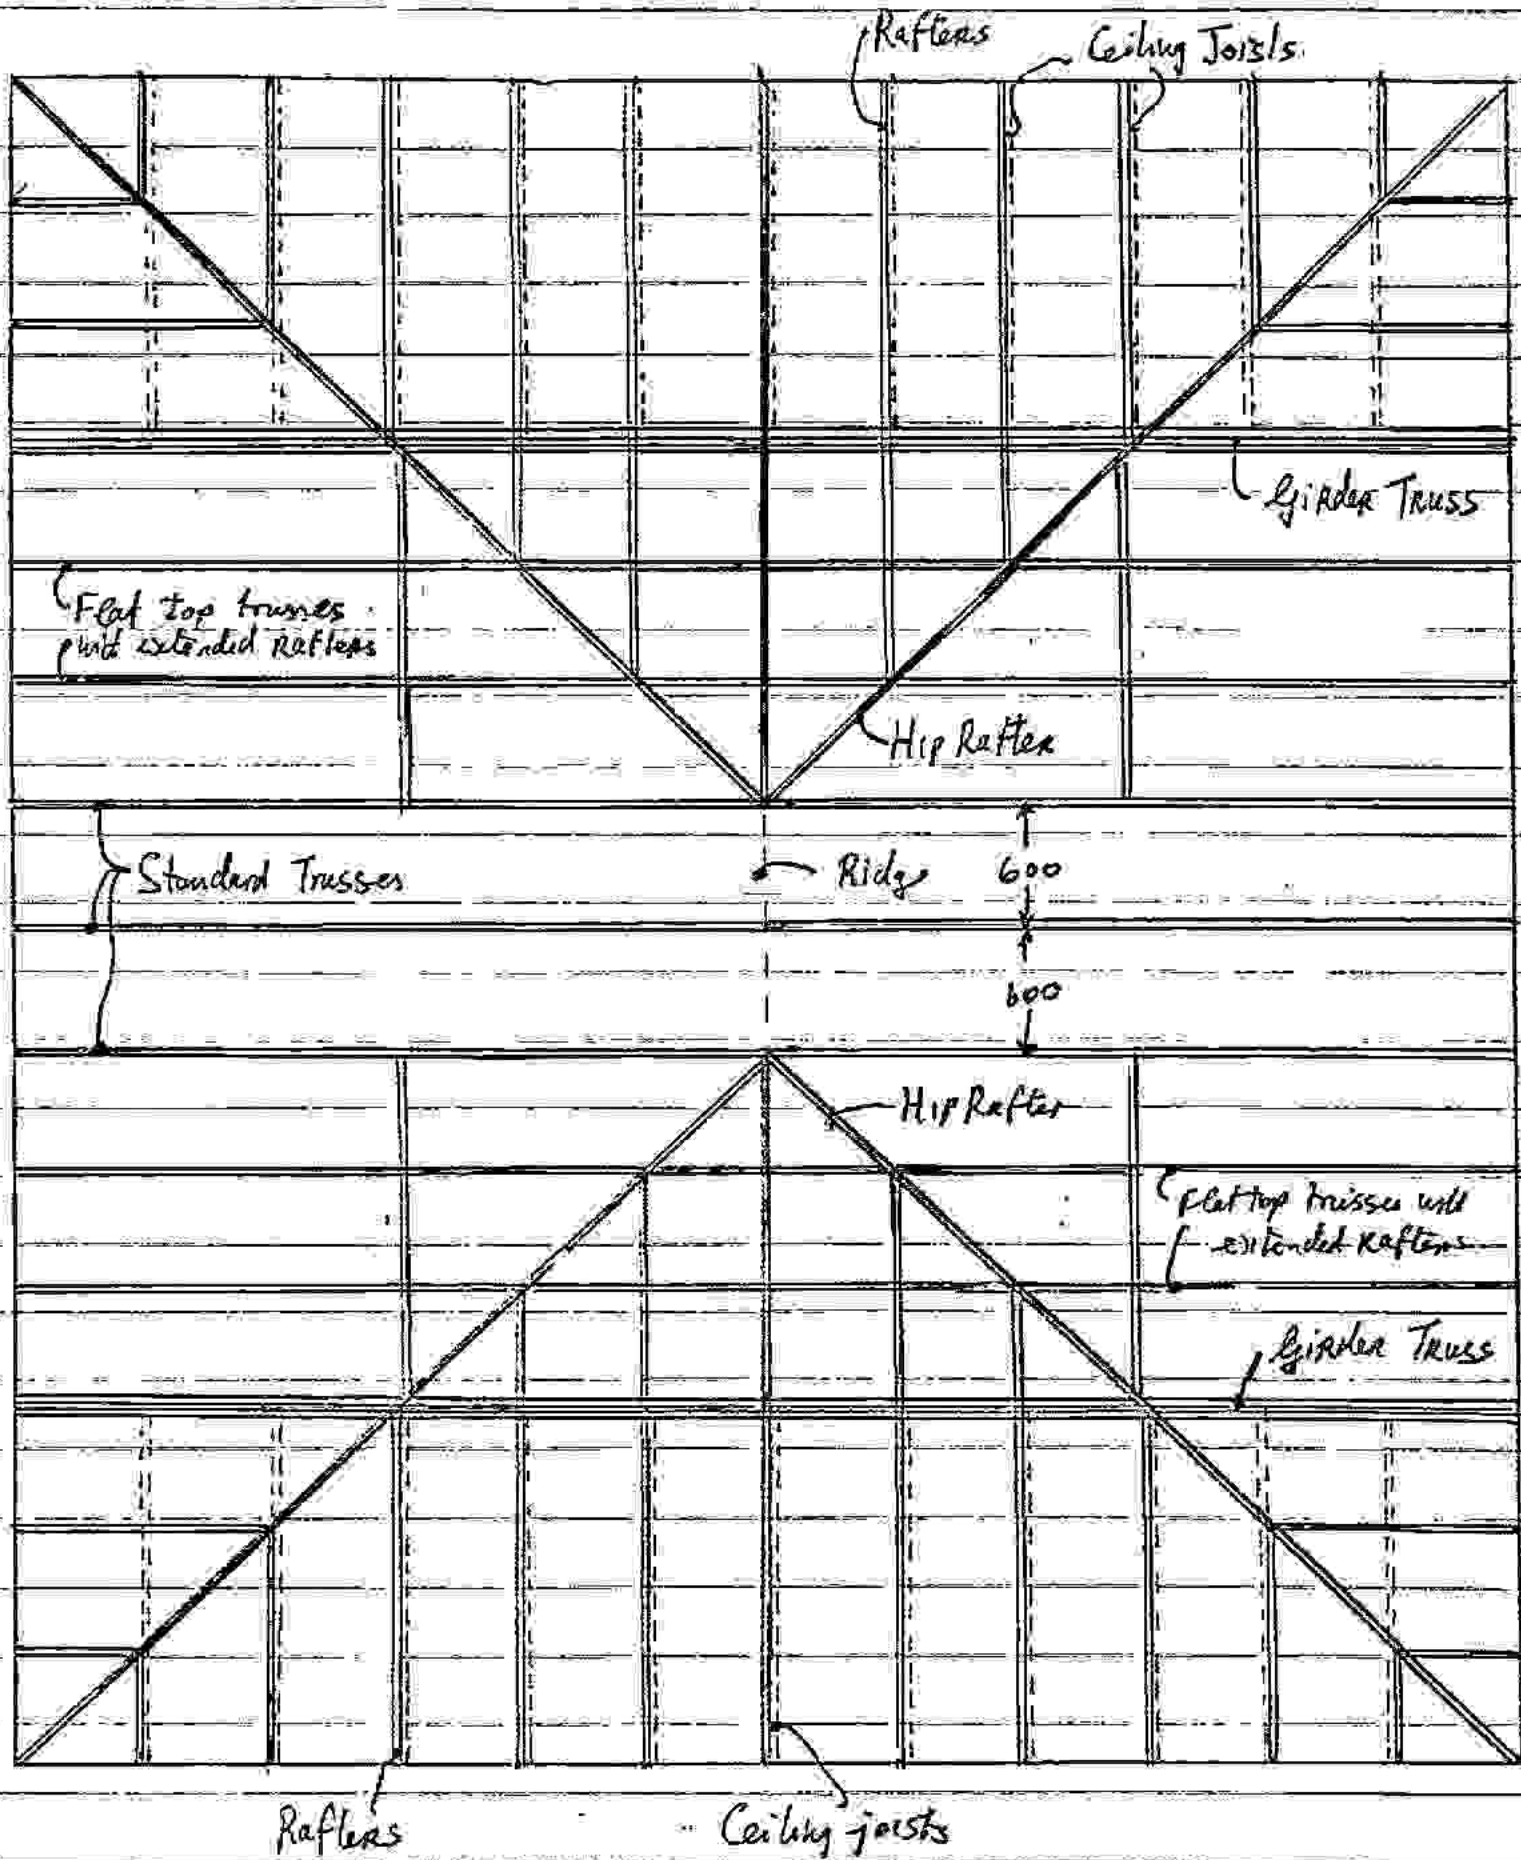 Rafters
Ceiling Joists
Girder Truss
Flat top trusses
with extended Rafters
Hip Rafter
Standard Trusses
Ridge
600
600
Hip Rafter
Flat top trusses with
extended Rafters
Girder Truss
Rafters
Ceiling joists